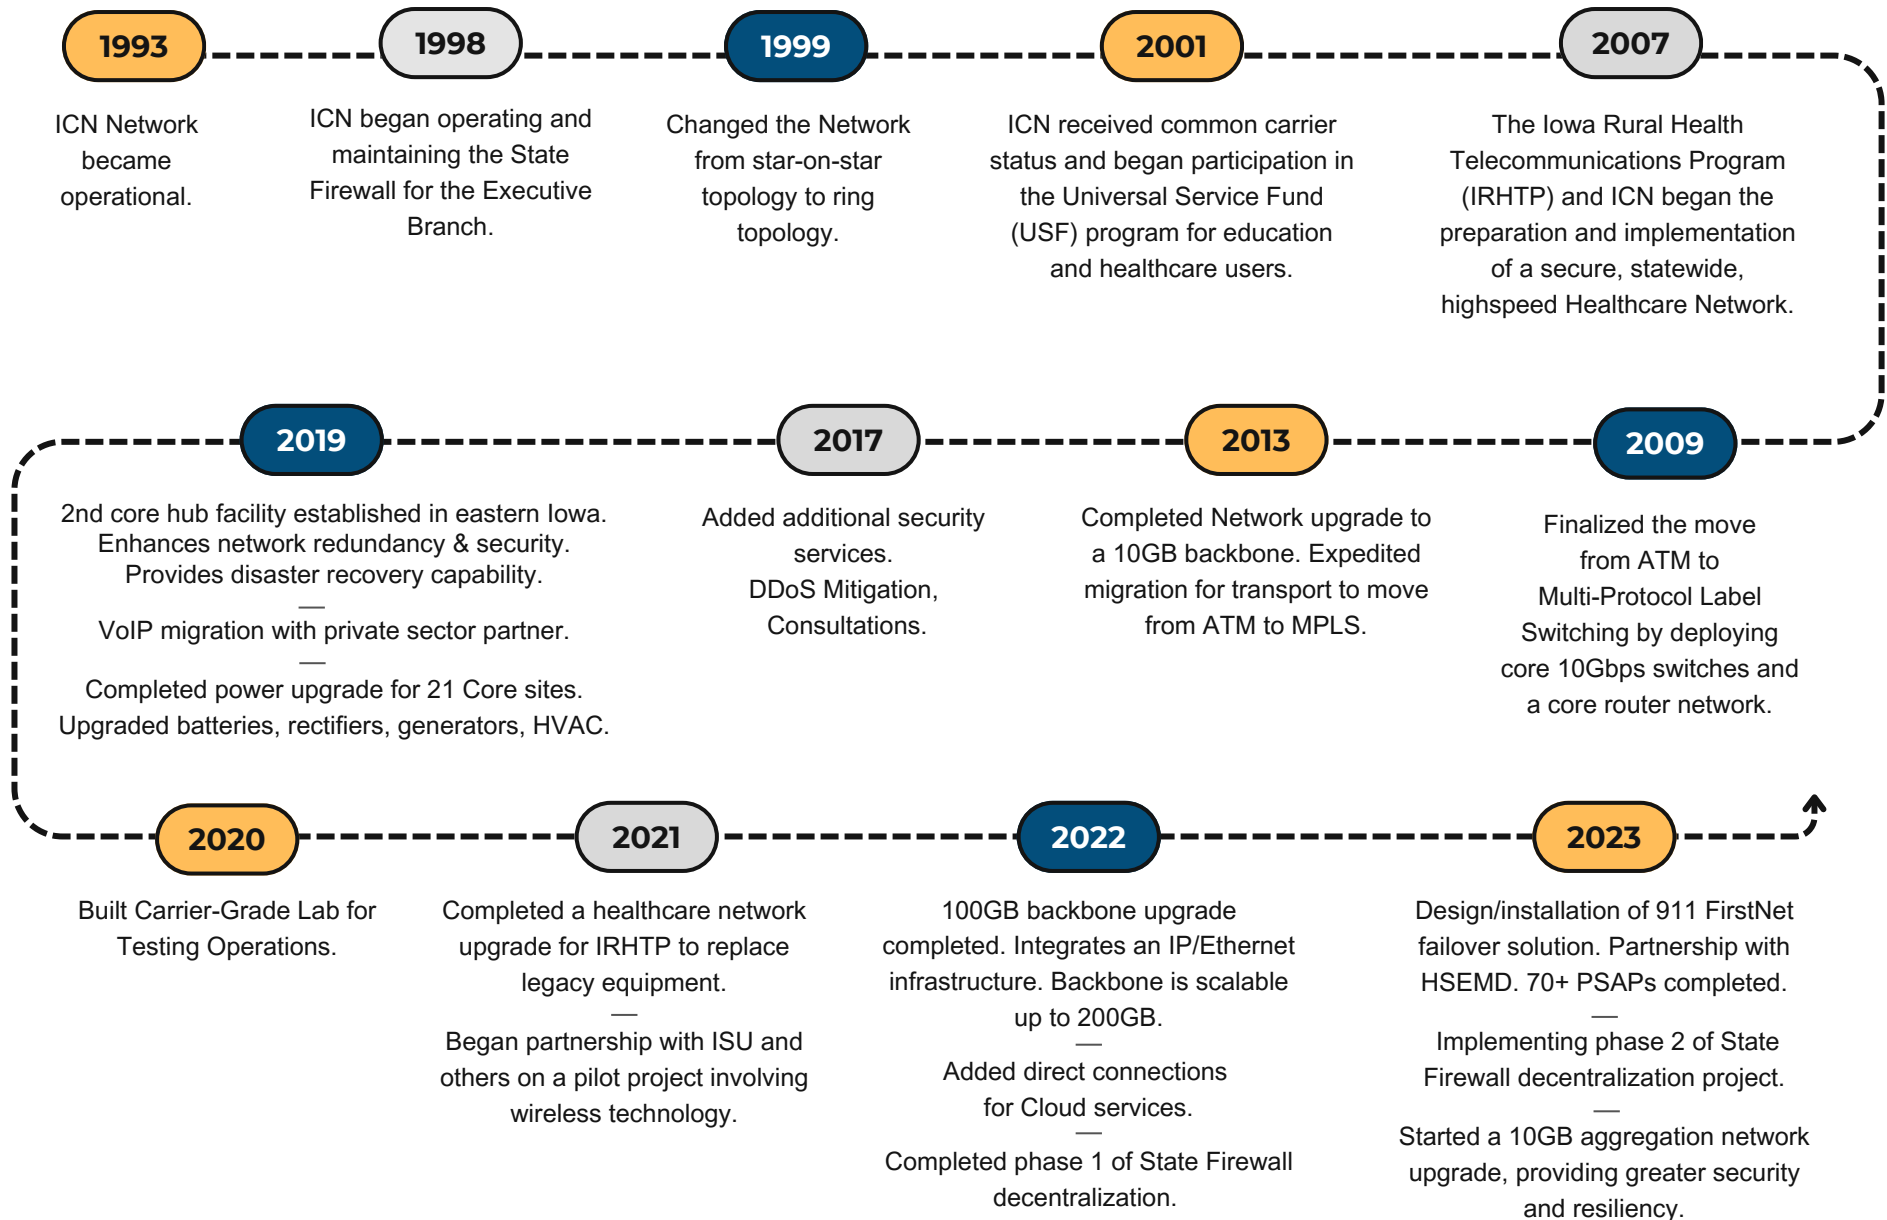 1993
ICN Network
became
operational.
1998
ICN began operating and
maintaining the State
Firewall for the Executive
Branch.
1999
Changed the Network
from star-on-star
topology to ring
topology.
2001
ICN received common carrier
status and began participation in
the Universal Service Fund
(USF) program for education
and healthcare users.
2007
The Iowa Rural Health
Telecommunications Program
(IRHTP) and ICN began the
preparation and implementation
of a secure, statewide,
highspeed Healthcare Network.
2009
Finalized the move
from ATM to
Multi-Protocol Label
Switching by deploying
core 10Gbps switches and
a core router network.
2013
Completed Network upgrade to
a 10GB backbone. Expedited
migration for transport to move
from ATM to MPLS.
2017
Added additional security
services.
DDoS Mitigation,
Consultations.
2019
2nd core hub facility established in eastern Iowa.
Enhances network redundancy & security.
Provides disaster recovery capability.
VoIP migration with private sector partner.
Completed power upgrade for 21 Core sites.
Upgraded batteries, rectifiers, generators, HVAC.
2020
Built Carrier-Grade Lab for
Testing Operations.
2021
Completed a healthcare network
upgrade for IRHTP to replace
legacy equipment.
Began partnership with ISU and
others on a pilot project involving
wireless technology.
2022
100GB backbone upgrade
completed. Integrates an IP/Ethernet
infrastructure. Backbone is scalable
up to 200GB.
Added direct connections
for Cloud services.
Completed phase 1 of State Firewall
decentralization.
2023
Design/installation of 911 FirstNet
failover solution. Partnership with
HSEMD. 70+ PSAPs completed.
Implementing phase 2 of State
Firewall decentralization project.
Started a 10GB aggregation network
upgrade, providing greater security
and resiliency.